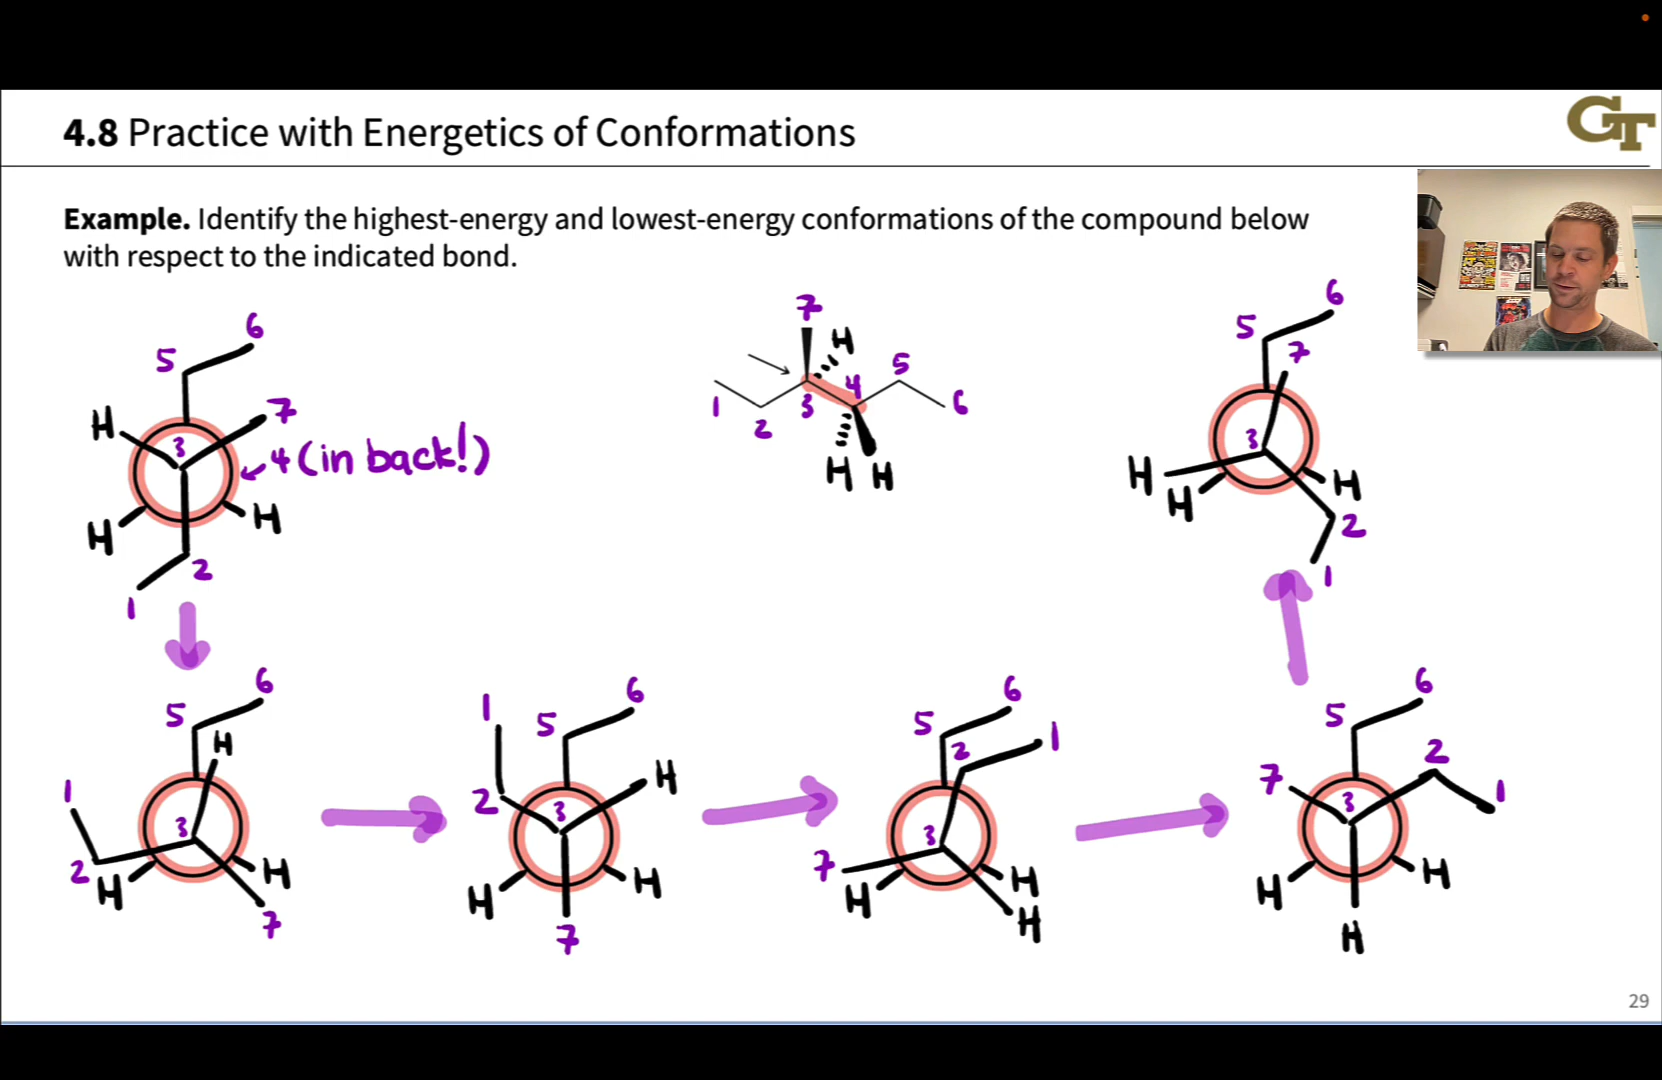 4.8 Practice with Energetics of Conformations
GT
Example. Identify the highest-energy and lowest-energy conformations of the compound below
with respect to the indicated bond.
6
5
H
7
3
4 (in back!)
H
H
2
1
7
H
5
4
1
3
6
2
H
H
6
5
7
3
H
H
H
2
1
6
5
H
1
3
2
H
H
7
1
6
5
2
3
H
H
H
7
6
5
2
1
3
7
H
H
H
6
5
2
7
3
1
H
H
H
29